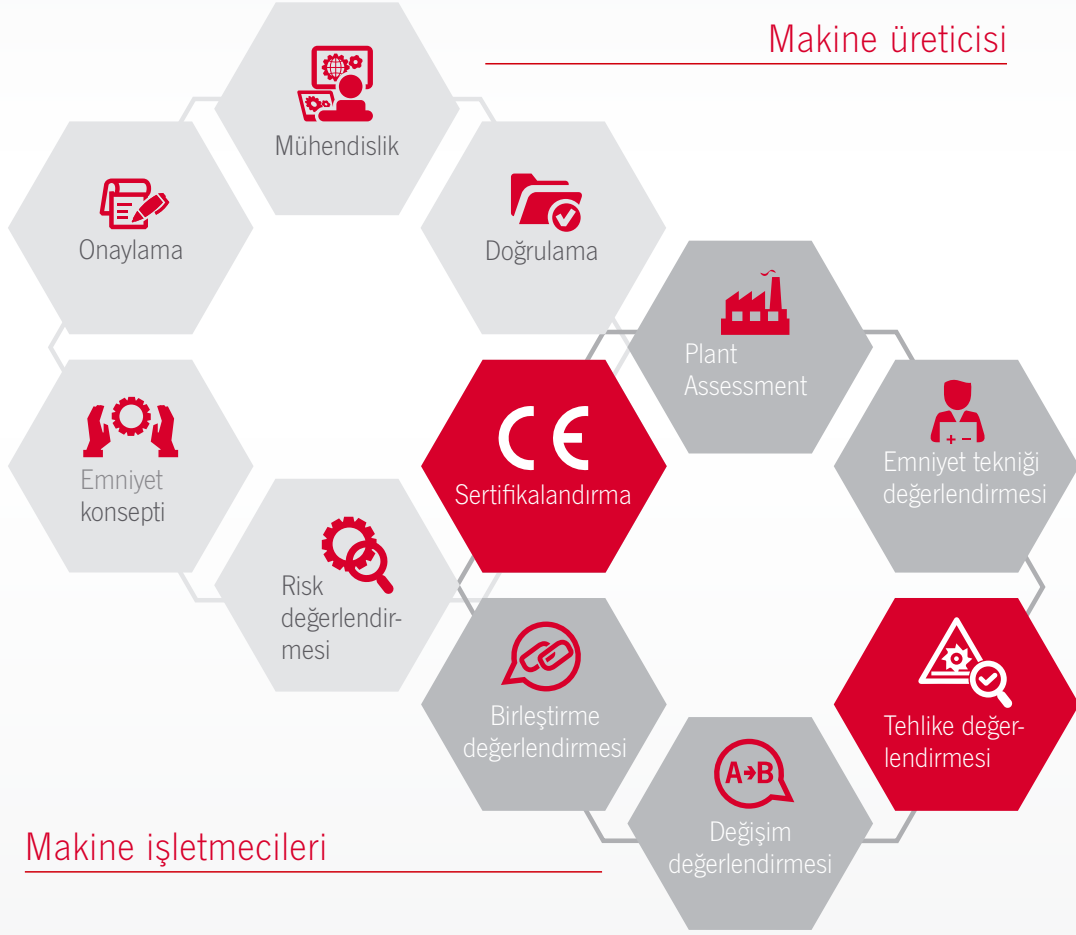 Makine üreticisi
Mühendislik
Onaylama
Doğrulama
Plant
Assessment
Emniyet
konsepti
CE
Sertifikalandırma
Emniyet tekniği
değerlendirmesi
Risk
değerlendir-
mesi
Birleştirme
değerlendirmesi
Tehlike değer-
lendirmesi
A→B
Değişim
değerlendirmesi
Makine işletmecileri